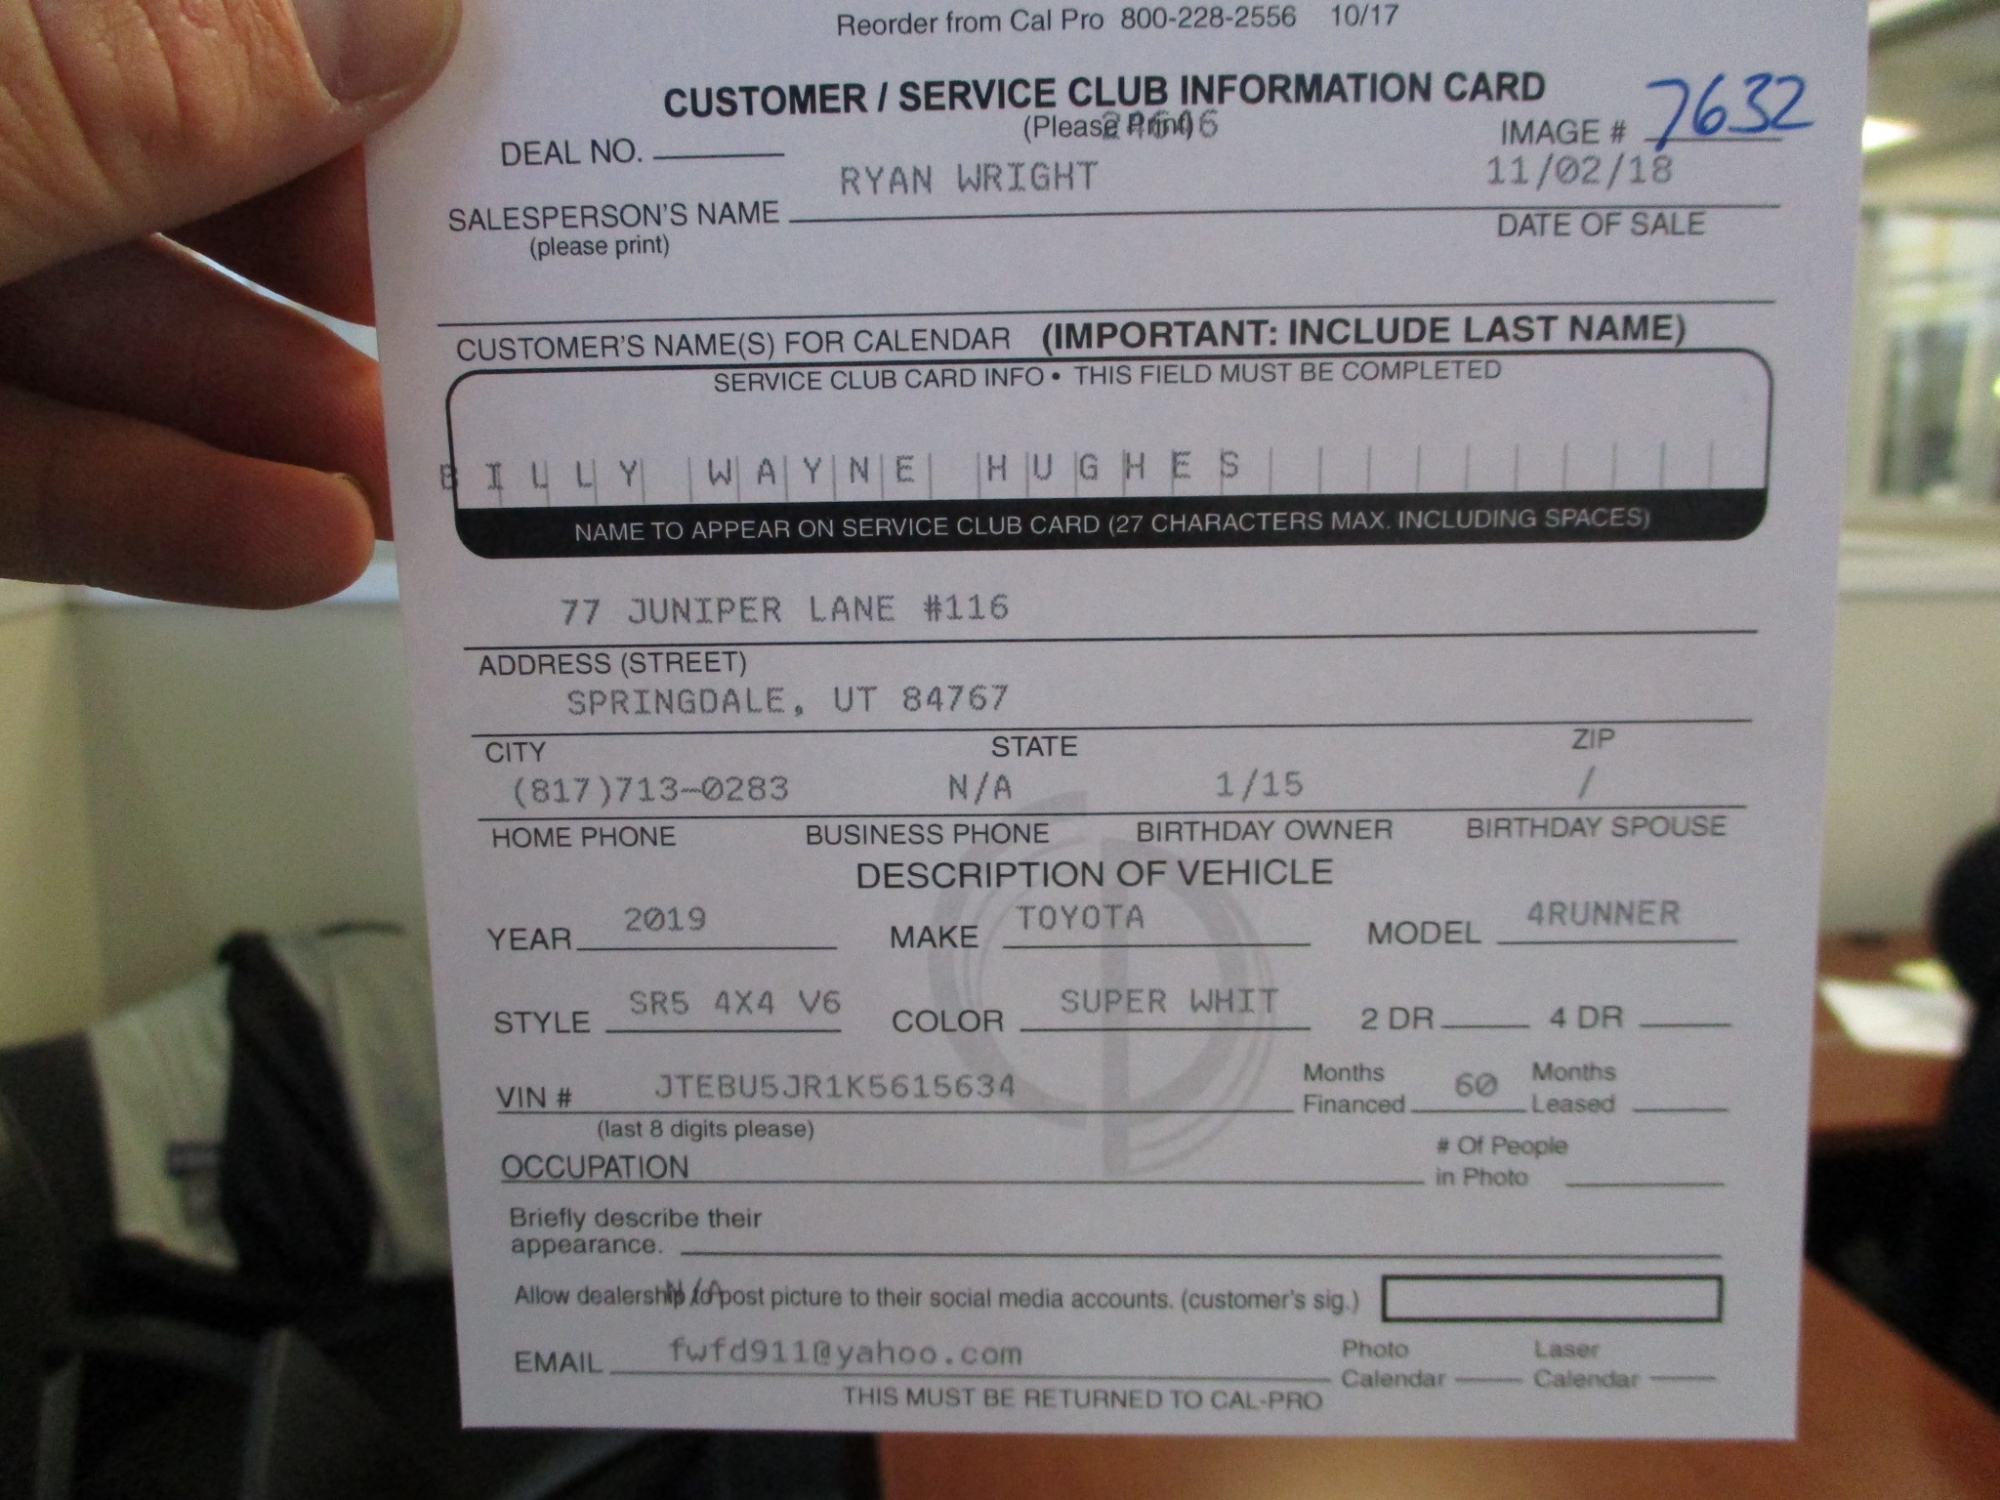 Reorder from Cal Pro 800-228-2556 10/17
CUSTOMER / SERVICE CLUB INFORMATION CARD
(Please Print)
DEAL NO.
IMAGE # 7632
RYAN WRIGHT 11/02/18
SALESPERSON'S NAME DATE OF SALE
(please print)
CUSTOMER'S NAME(S) FOR CALENDAR (IMPORTANT: INCLUDE LAST NAME)
SERVICE CLUB CARD INFO • THIS FIELD MUST BE COMPLETED
BILLY WAYNE HUGHES
NAME TO APPEAR ON SERVICE CLUB CARD (27 CHARACTERS MAX. INCLUDING SPACES)
77 JUNIPER LANE #116
ADDRESS (STREET)
SPRINGDALE, UT 84767
CITY STATE ZIP
(817)713-0283 N/A 1/15 /
HOME PHONE BUSINESS PHONE BIRTHDAY OWNER BIRTHDAY SPOUSE
DESCRIPTION OF VEHICLE
YEAR 2019 MAKE TOYOTA MODEL 4RUNNER
STYLE SR5 4X4 V6 COLOR SUPER WHIT 2 DR 4 DR
VIN # JTEBU5JR1K5615634 Months Financed 60 Months Leased
(last 8 digits please)
OCCUPATION # Of People in Photo
Briefly describe their
appearance.
N/A
Allow dealership to post picture to their social media accounts. (customer's sig.)
EMAIL fwfd911@yahoo.com Photo Calendar Laser Calendar
THIS MUST BE RETURNED TO CAL-PRO